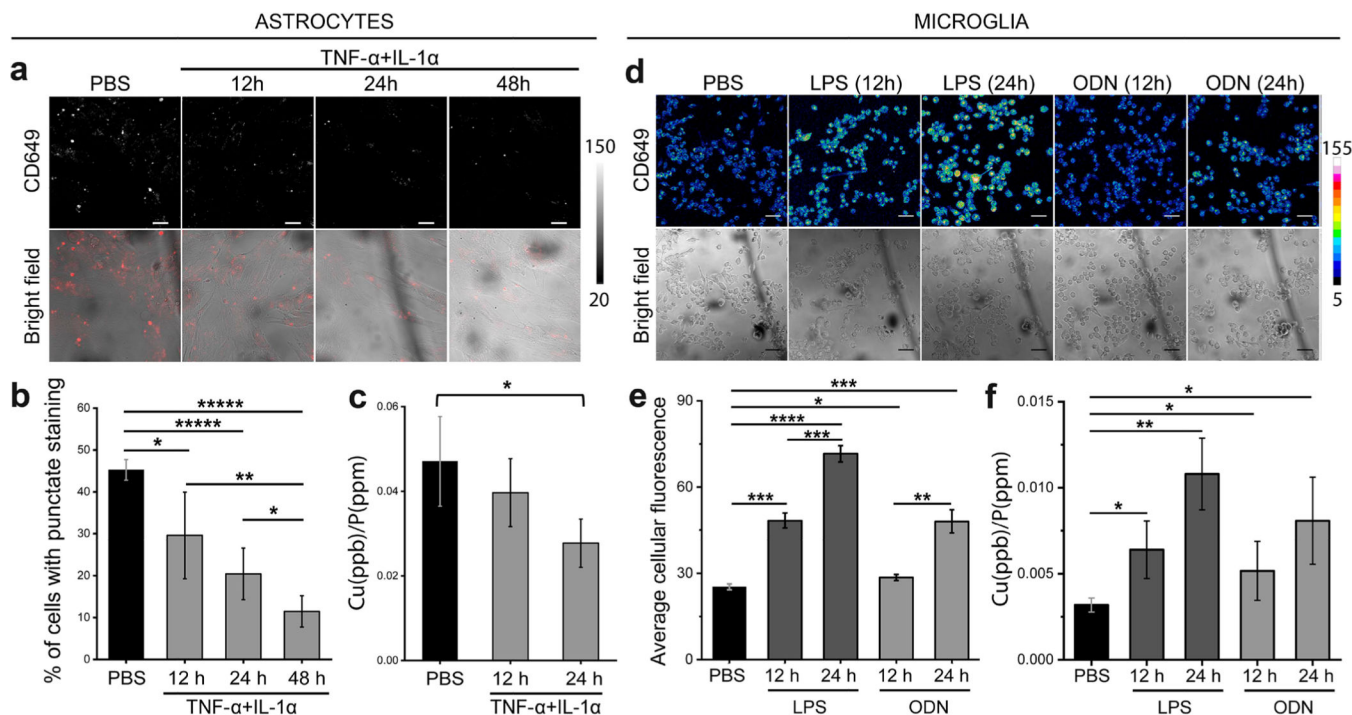 ASTROCYTES
MICROGLIA
a
TNF-α+IL-1α
PBS 12h 24h 48h
CD649
Bright field
150
20
d
PBS LPS (12h) LPS (24h) ODN (12h) ODN (24h)
CD649
Bright field
155
5
b
% of cells with punctate staining
60
50
40
30
20
10
0
*****
*****
*
**
*
PBS 12 h 24 h 48 h
TNF-α+IL-1α
c
Cu(ppb)/P(ppm)
0.06
0.04
0.02
0.00
*
PBS 12 h 24 h
TNF-α+IL-1α
e
Average cellular fluorescence
90
60
30
0
***
*
****
***
***
**
PBS 12 h 24 h 12 h 24 h
LPS ODN
f
Cu(ppb)/P(ppm)
0.015
0.010
0.005
0.000
*
*
**
*
PBS 12 h 24 h 12 h 24 h
LPS ODN